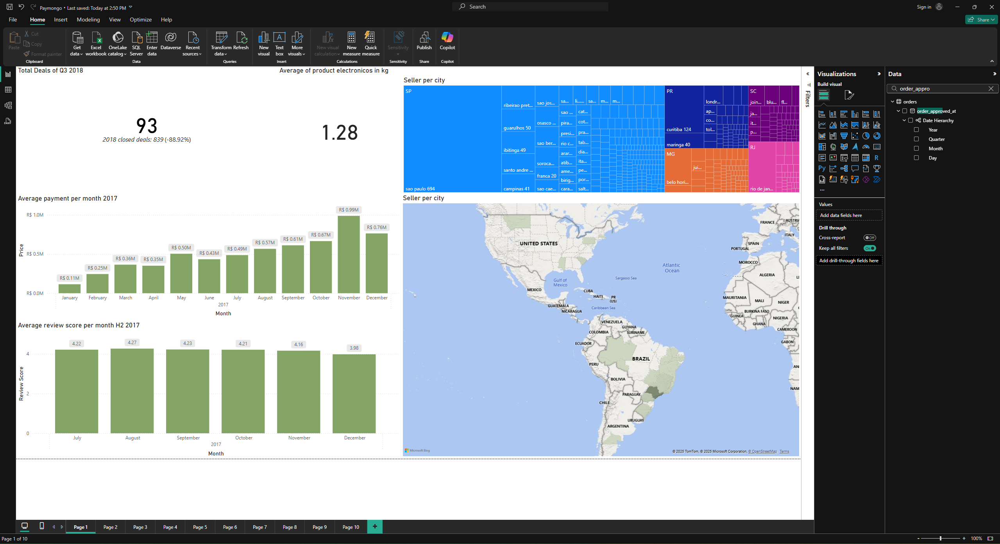 Paymongo • Last saved: Today at 2:50 PM
Search
Sign in
File
Home
Insert
Modeling
View
Optimize
Help
Share
Paste
Cut
Copy
Format painter
Clipboard
Get data
Excel workbook
OneLake catalog
SQL Server
Enter data
Dataverse
Recent sources
Data
Transform data
Refresh
Queries
New visual
Text box
More visuals
Insert
New visual calculation
New measure
Quick measure
Calculations
Sensitivity
Sensitivity
Publish
Share
Copilot
Copilot
Total Deals of Q3 2018
93
2018 closed deals: 839 (-88.92%)
Average of product electronicos in kg
1.28
Seller per city
SP
sao paulo 694
ribeirao pret...
guarulhos 50
ibitinga 49
santo andre ...
campinas 41
sao jos...
osasco ...
sao ber...
soroca...
franca 20
sao cae...
sa...
li......
sa...
m...
m...
sao ...
pira...
presi...
rio c...
arar...
atib...
ame...
birig...
cara...
cat...
cot...
pra...
tab...
dia...
ita...
pe...
por...
salt...
PR
curitiba 124
maringa 40
londr...
ap...
co...
tol...
MG
belo hori...
jui...
SC
join...
blu...
fl...
ja...
it...
p...
RJ
rio de jan...
Average payment per month 2017
Price
R$ 1.0M
R$ 0.5M
R$ 0.0M
R$ 0.11M
R$ 0.25M
R$ 0.36M
R$ 0.35M
R$ 0.50M
R$ 0.43M
R$ 0.49M
R$ 0.57M
R$ 0.61M
R$ 0.67M
R$ 0.99M
R$ 0.76M
January
February
March
April
May
June
July
August
September
October
November
December
2017
Month
Average review score per month H2 2017
Review Score
4
2
0
4.22
4.27
4.23
4.21
4.16
3.98
July
August
September
October
November
December
2017
Month
Seller per city
UNITED STATES
MEXICO
Gulf of
Mexico
CUBA
HAITI
PR
(US)
GUATEMALA
NICARAGUA
Caribbean Sea
Sargasso Sea
Atlantic
Ocean
VENEZUELA
GUYANA
SURINAME
COLOMBIA
ECUADOR
BRAZIL
PERU
BOLIVIA
PARAGUAY
CHILE
URUGUAY
ARGENTINA
FRANCE
AUSTRIA
ITALY
SPAIN
PORTUGAL
MOROCCO
ALGERIA
LI
MAURITANIA
MALI
NIGER
BURKINA FASO
GUINEA
NIGERIA
GHANA
CAMEROON
GABON
AN
NAM
Microsoft Bing
© 2025 TomTom, © 2025 Microsoft Corporation, © OpenStreetMap Terms
Filters
Visualizations
Build visual
R
Py
123
...
Values
Add data fields here
Drill through
Cross-report
Off
Keep all filters
On
Add drill-through fields here
Data
order_appro
orders
order_approved_at
Date Hierarchy
Year
Quarter
Month
Day
Page 1
Page 2
Page 3
Page 4
Page 5
Page 6
Page 7
Page 8
Page 9
Page 10
+
Page 1 of 10
- + 100%